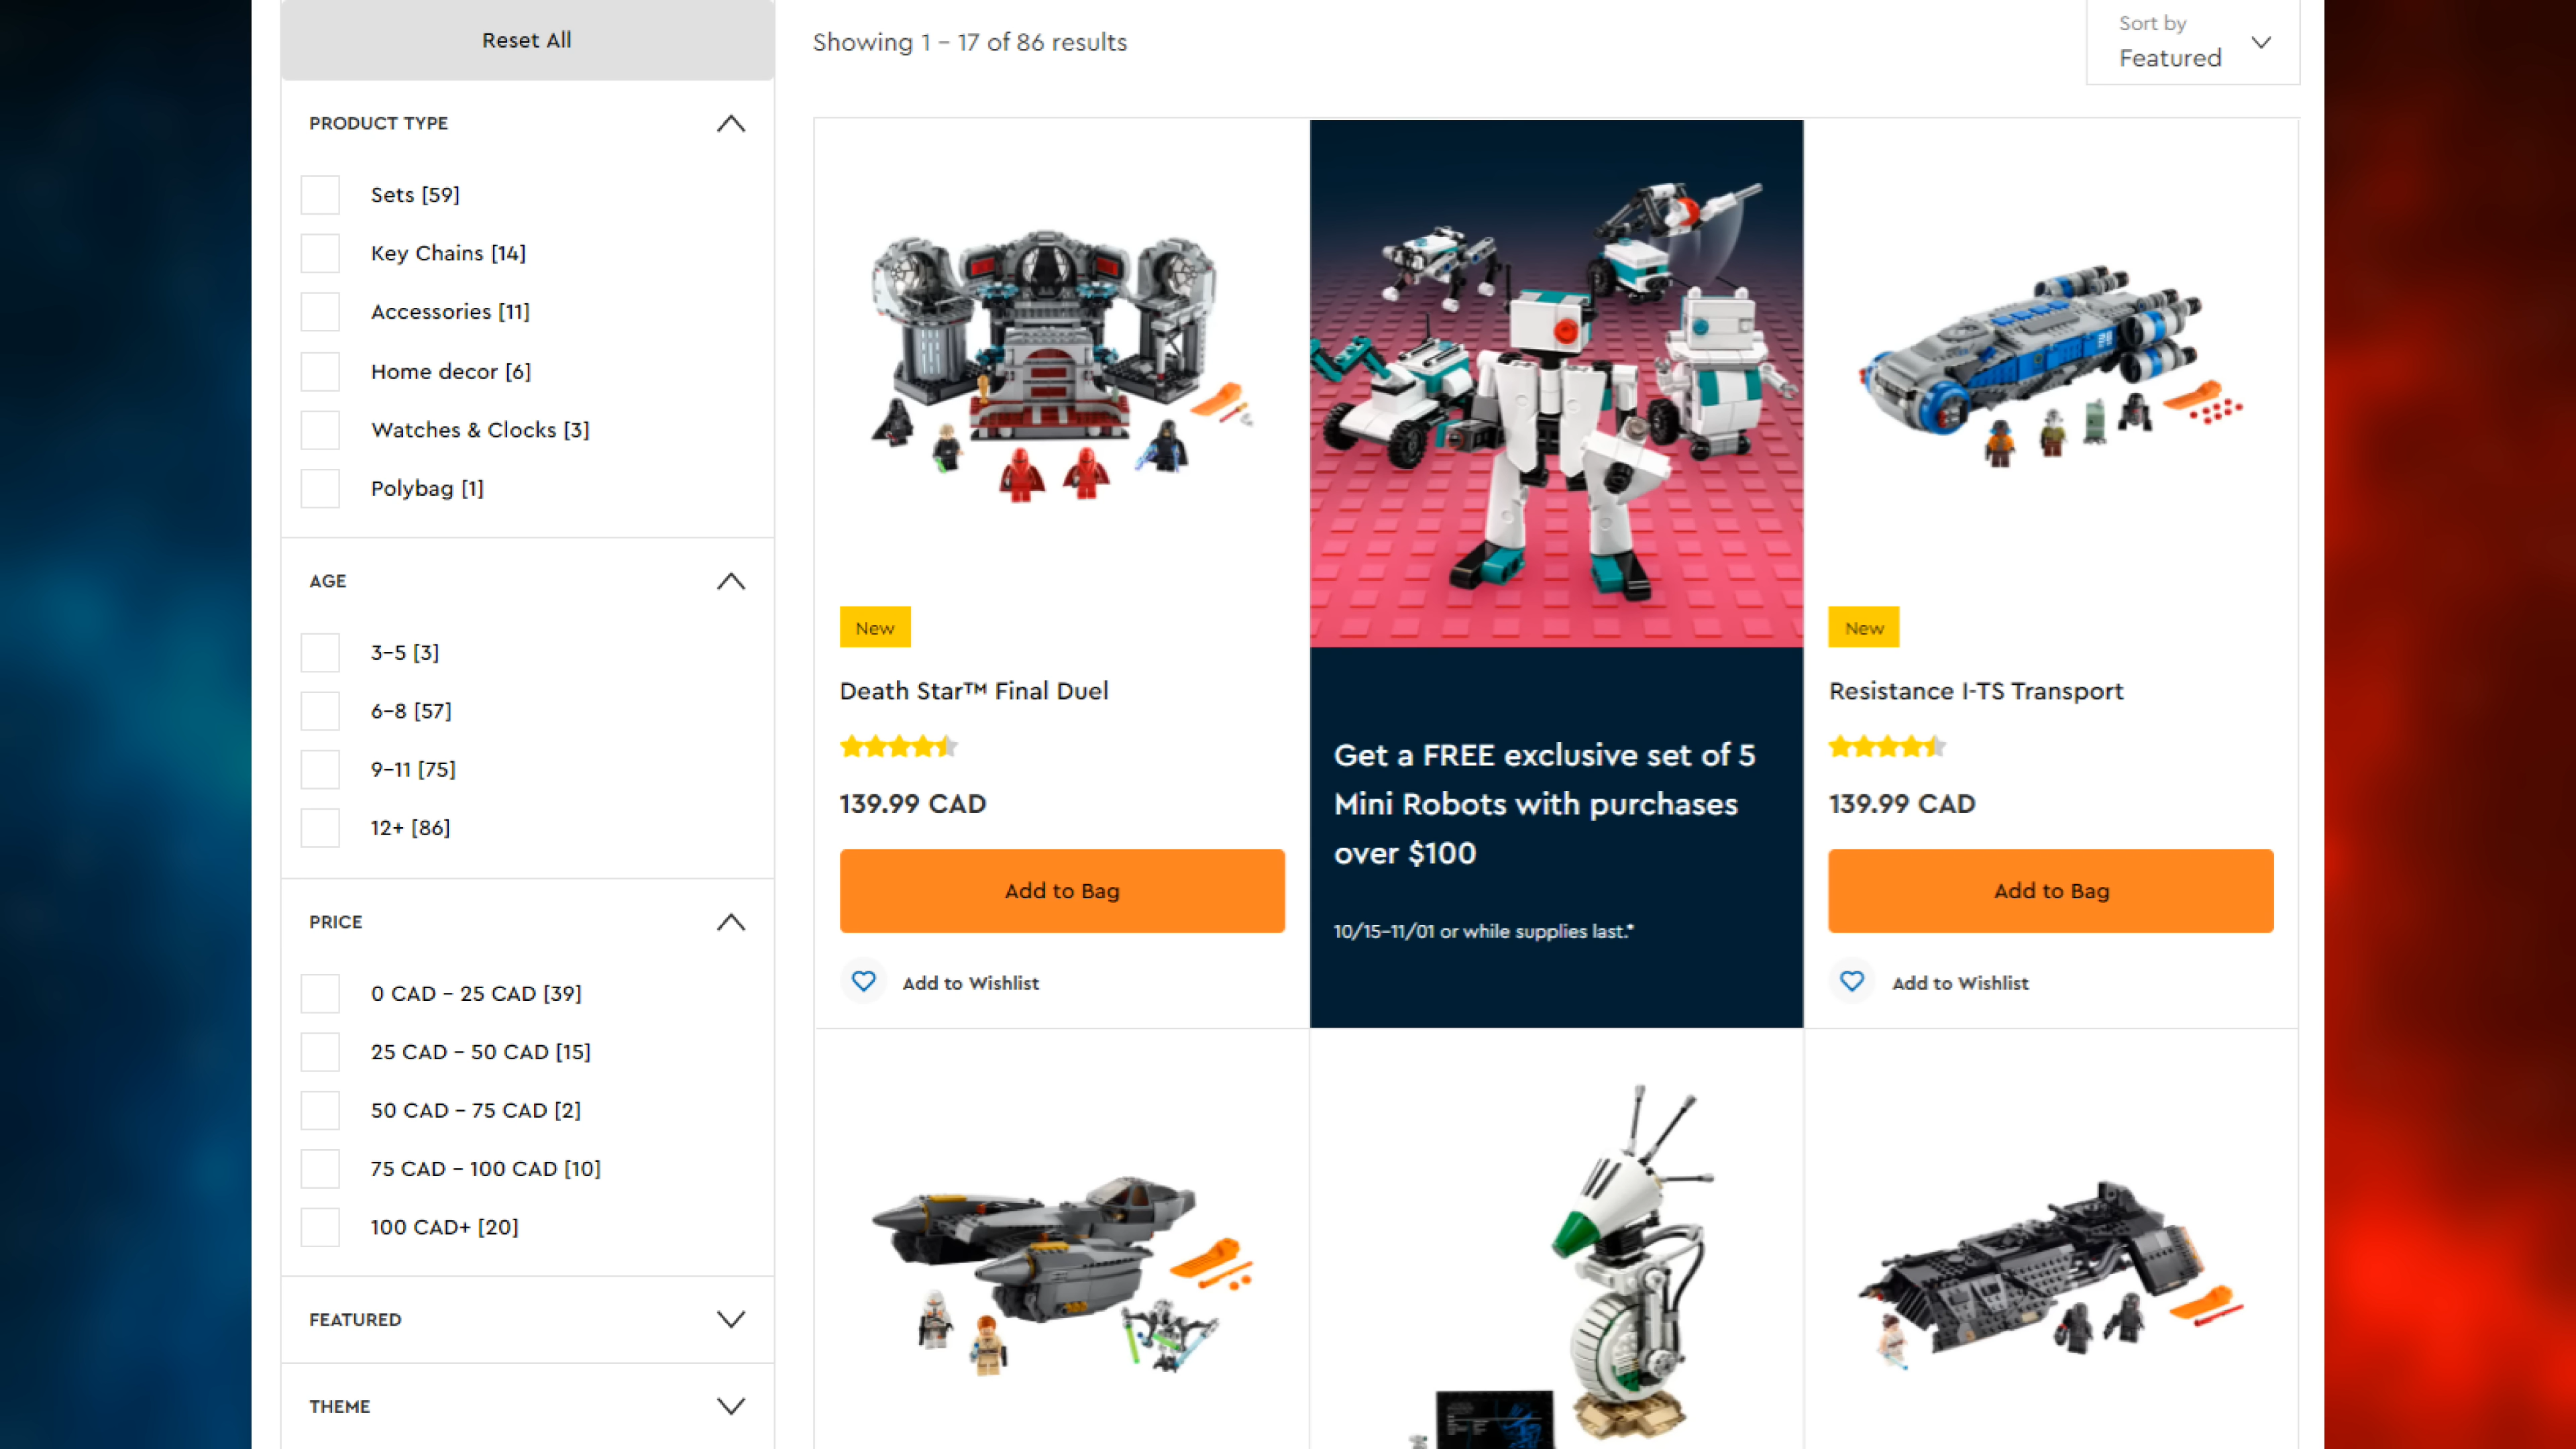 Reset All
PRODUCT TYPE
Sets [59]
Key Chains [14]
Accessories [11]
Home decor [6]
Watches & Clocks [3]
Polybag [1]
AGE
3-5 [3]
6-8 [57]
9-11 [75]
12+ [86]
PRICE
0 CAD - 25 CAD [39]
25 CAD - 50 CAD [15]
50 CAD - 75 CAD [2]
75 CAD - 100 CAD [10]
100 CAD+ [20]
FEATURED
THEME
Showing 1 - 17 of 86 results
Sort by
Featured
New
Death Star™ Final Duel
139.99 CAD
Add to Bag
Add to Wishlist
Get a FREE exclusive set of 5
Mini Robots with purchases
over $100
10/15-11/01 or while supplies last.*
New
Resistance I-TS Transport
139.99 CAD
Add to Bag
Add to Wishlist